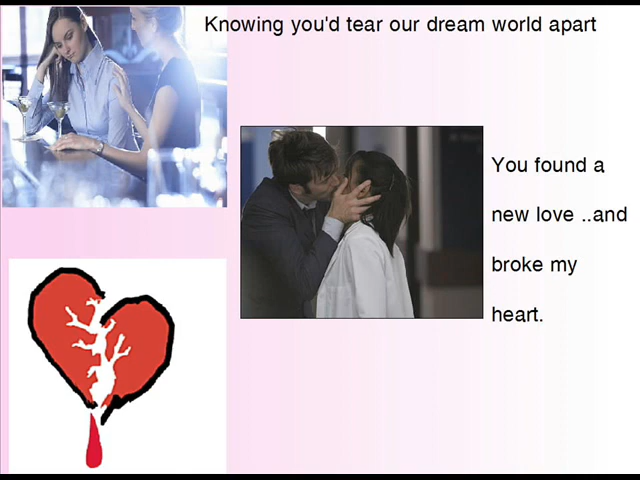 Knowing you'd tear our dream world apart
You found a
new love ..and
broke my
heart.